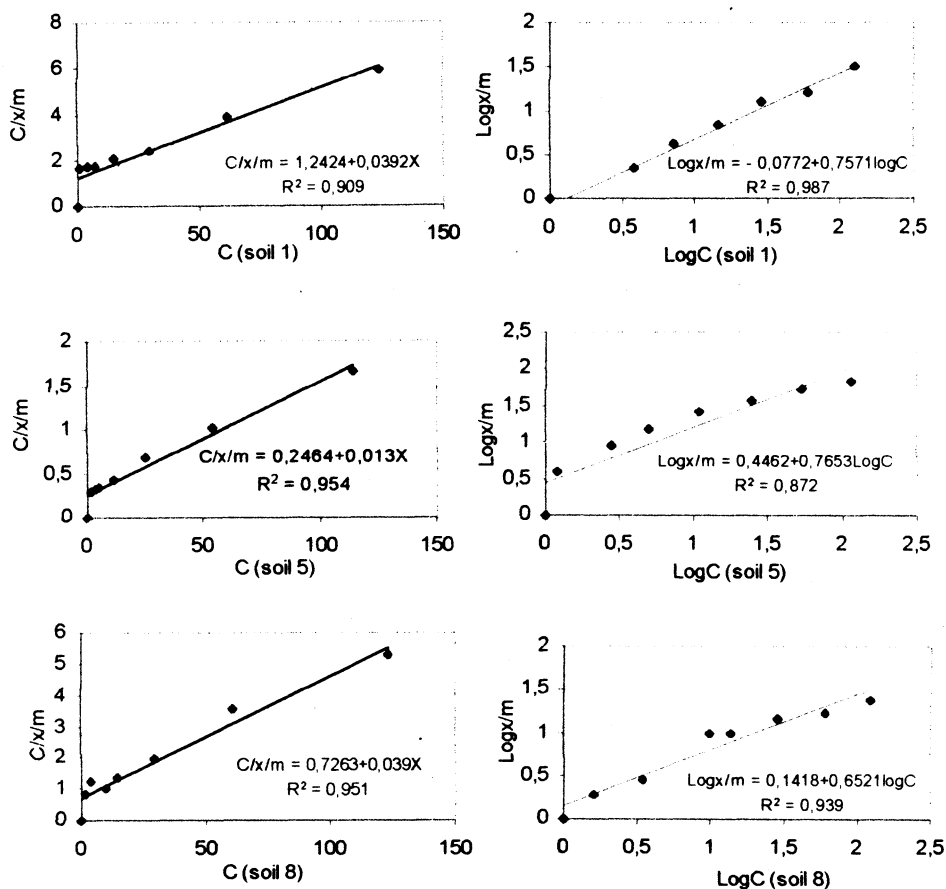 8
6
4
2
0
C/x/m
C/x/m = 1,2424+0,0392X
R² = 0,909
0 50 100 150
C (soil 1)
2
1,5
1
0,5
0
Logx/m
Logx/m = - 0,0772+0,7571logC
R² = 0,987
0 0,5 1 1,5 2 2,5
LogC (soil 1)
2
1,5
1
0,5
0
C/x/m
C/x/m = 0,2464+0,013X
R² = 0,954
0 50 100 150
C (soil 5)
2,5
2
1,5
1
0,5
0
Logx/m
Logx/m = 0,4462+0,7653LogC
R² = 0,872
0 0,5 1 1,5 2 2,5
LogC (soil 5)
6
5
4
3
2
1
0
C/x/m
C/x/m = 0,7263+0,039X
R² = 0,951
0 50 100 150
C (soil 8)
2
1,5
1
0,5
0
Logx/m
Logx/m = 0,1418+0,6521logC
R² = 0,939
0 0,5 1 1,5 2 2,5
LogC (soil 8)